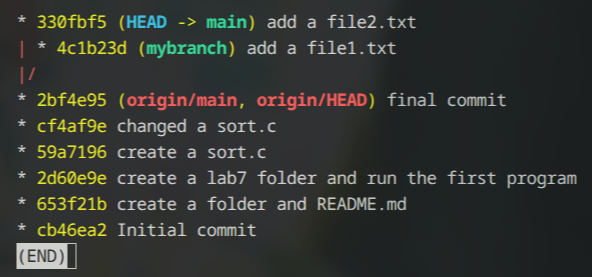 * 330fbf5 (HEAD -> main) add a file2.txt
| * 4c1b23d (mybranch) add a file1.txt
|/
* 2bf4e95 (origin/main, origin/HEAD) final commit
* cf4af9e changed a sort.c
* 59a7196 create a sort.c
* 2d60e9e create a lab7 folder and run the first program
* 653f21b create a folder and README.md
* cb46ea2 Initial commit
(END)